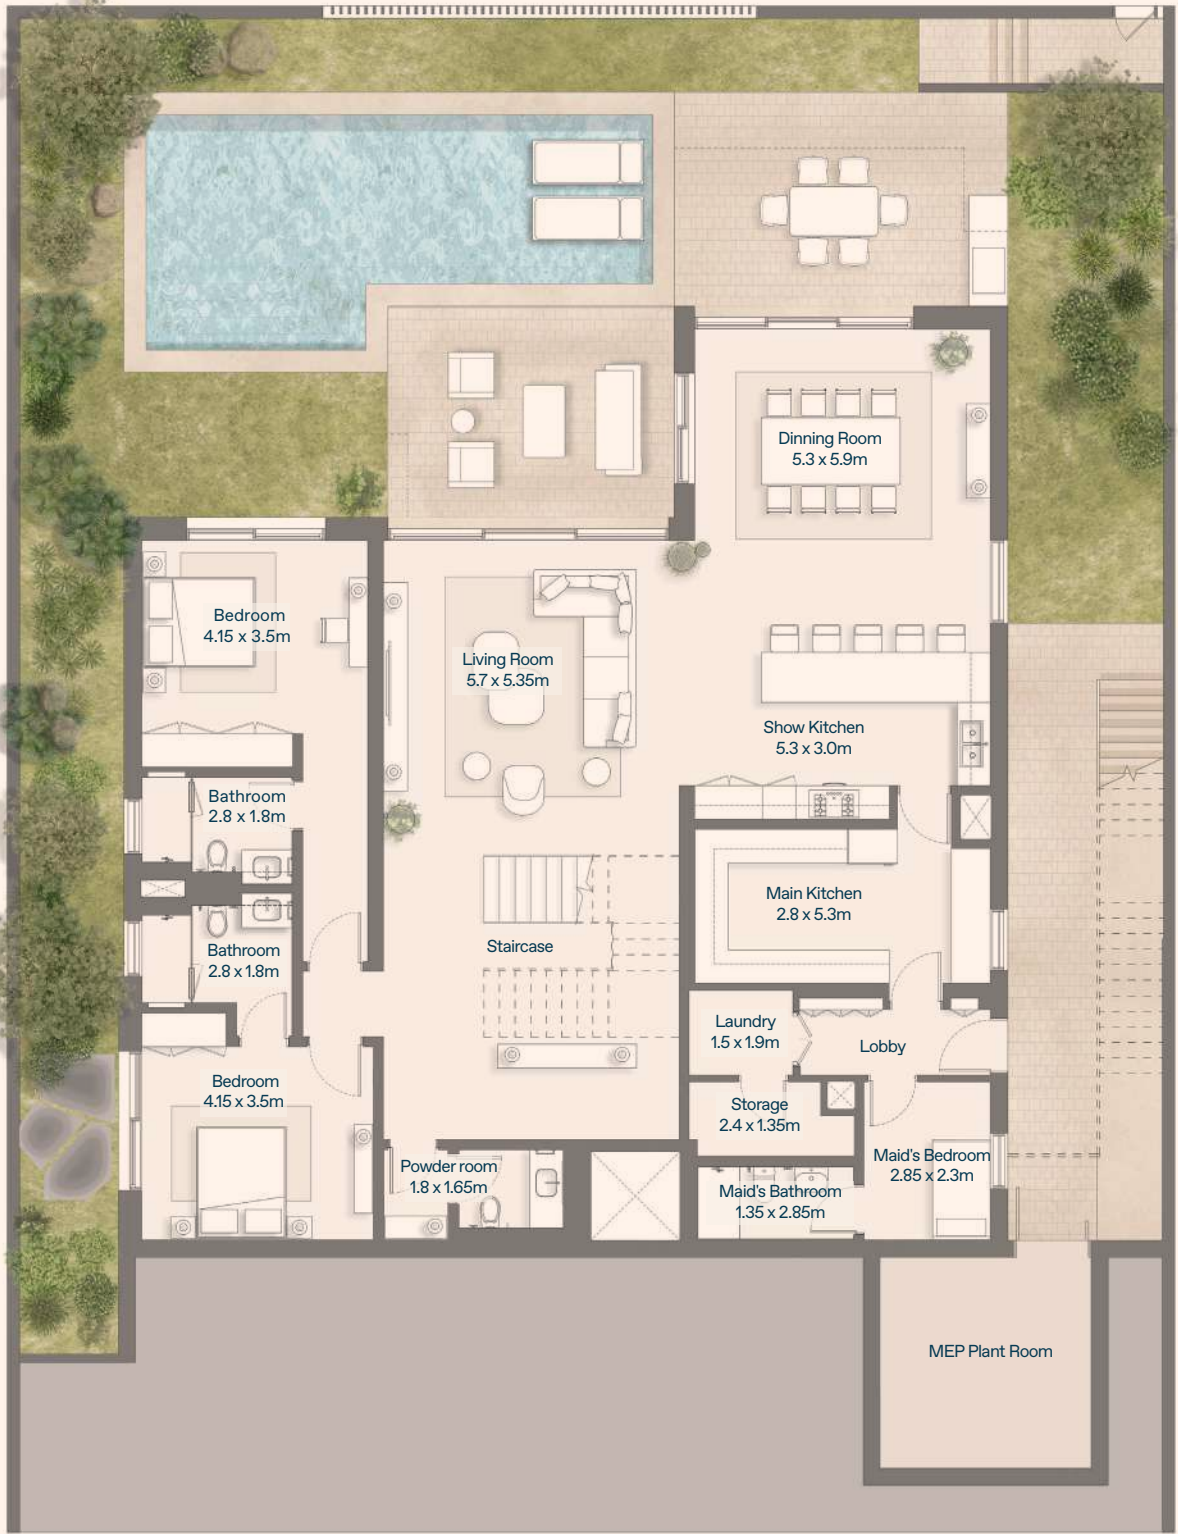 Dinning Room
5.3 x 5.9m
Bedroom
4.15 x 3.5m
Living Room
5.7 x 5.35m
Show Kitchen
5.3 x 3.0m
Bathroom
2.8 x 1.8m
Main Kitchen
2.8 x 5.3m
Staircase
Bathroom
2.8 x 1.8m
Laundry
1.5 x 1.9m
Lobby
Bedroom
4.15 x 3.5m
Storage
2.4 x 1.35m
Powder room
1.8 x 1.65m
Maid's Bedroom
2.85 x 2.3m
Maid's Bathroom
1.35 x 2.85m
MEP Plant Room